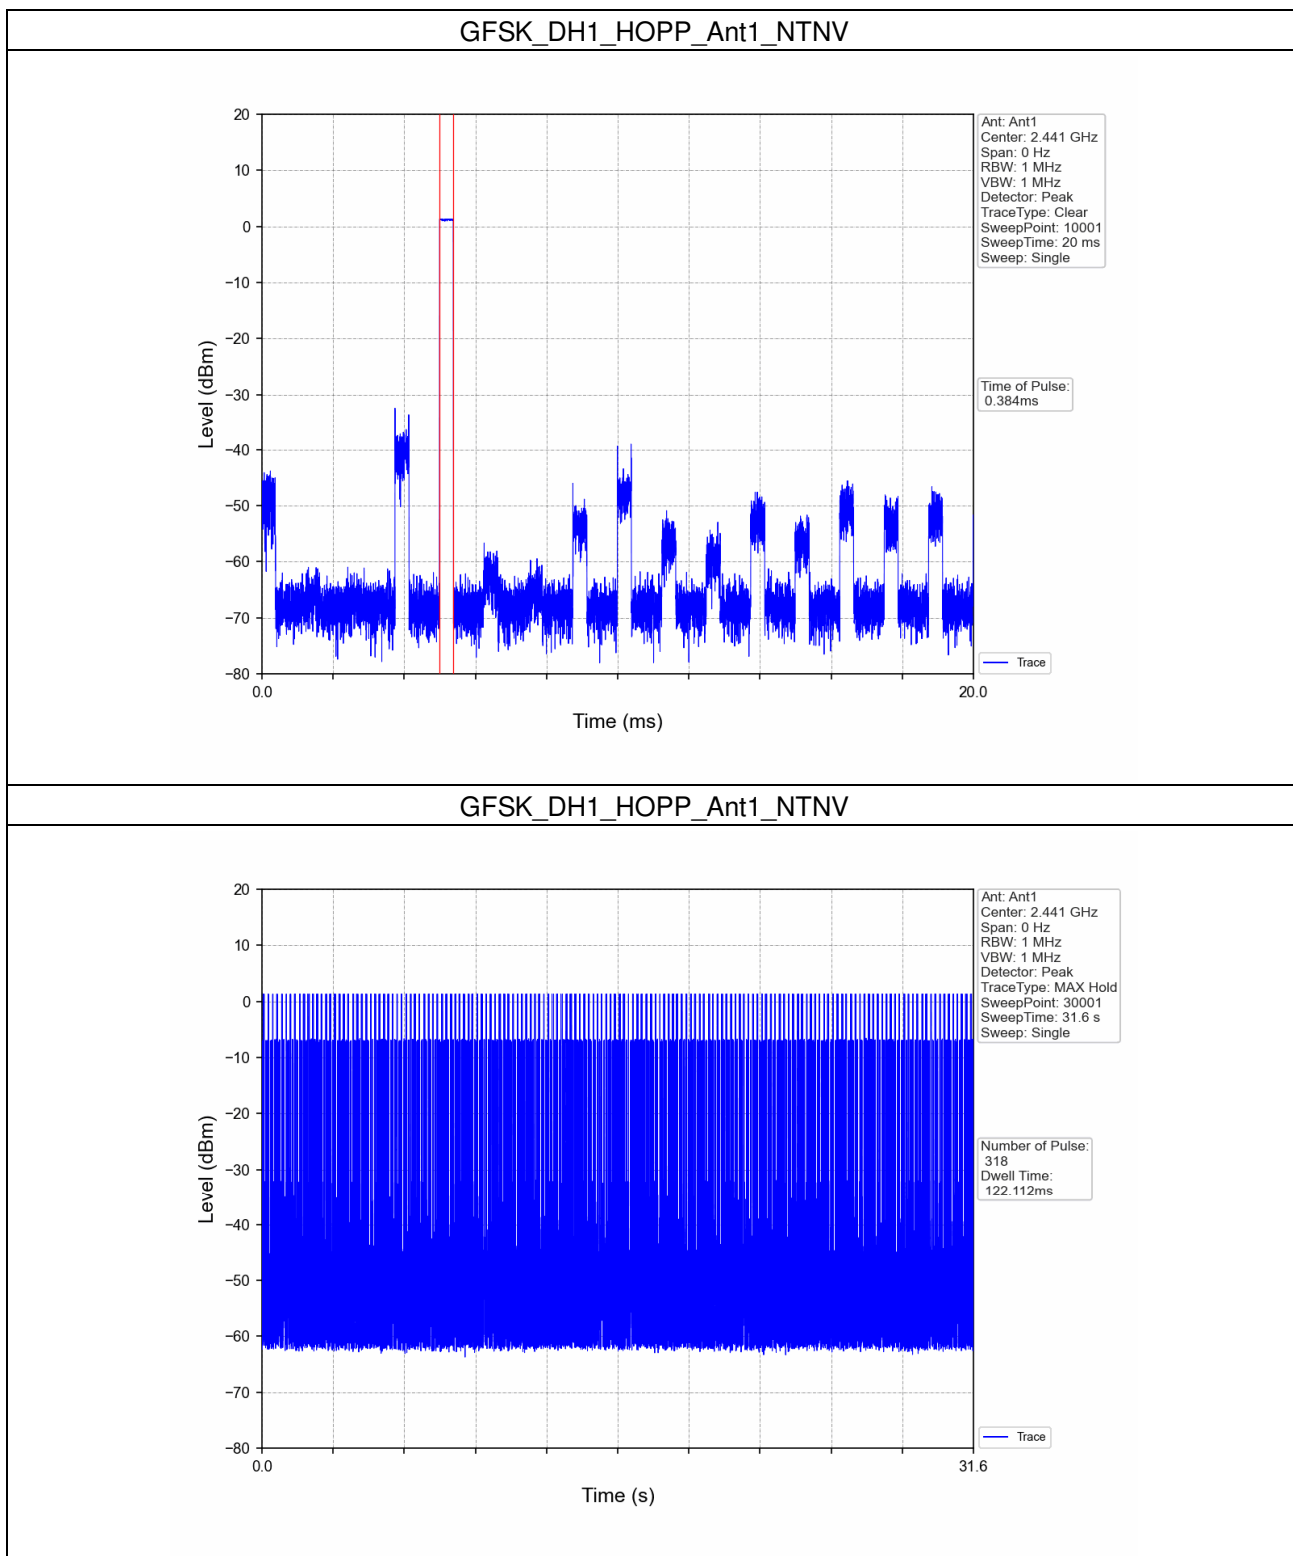 GFSK_DH1_HOPP_Ant1_NTNV
20
10
0
−10
−20
−30
−40
−50
−60
−70
−80
Level (dBm)
0.0
20.0
Time (ms)
Ant: Ant1
Center: 2.441 GHz
Span: 0 Hz
RBW: 1 MHz
VBW: 1 MHz
Detector: Peak
TraceType: Clear
SweepPoint: 10001
SweepTime: 20 ms
Sweep: Single
Time of Pulse:
0.384ms
Trace
GFSK_DH1_HOPP_Ant1_NTNV
20
10
0
−10
−20
−30
−40
−50
−60
−70
−80
Level (dBm)
0.0
31.6
Time (s)
Ant: Ant1
Center: 2.441 GHz
Span: 0 Hz
RBW: 1 MHz
VBW: 1 MHz
Detector: Peak
TraceType: MAX Hold
SweepPoint: 30001
SweepTime: 31.6 s
Sweep: Single
Number of Pulse:
318
Dwell Time:
122.112ms
Trace